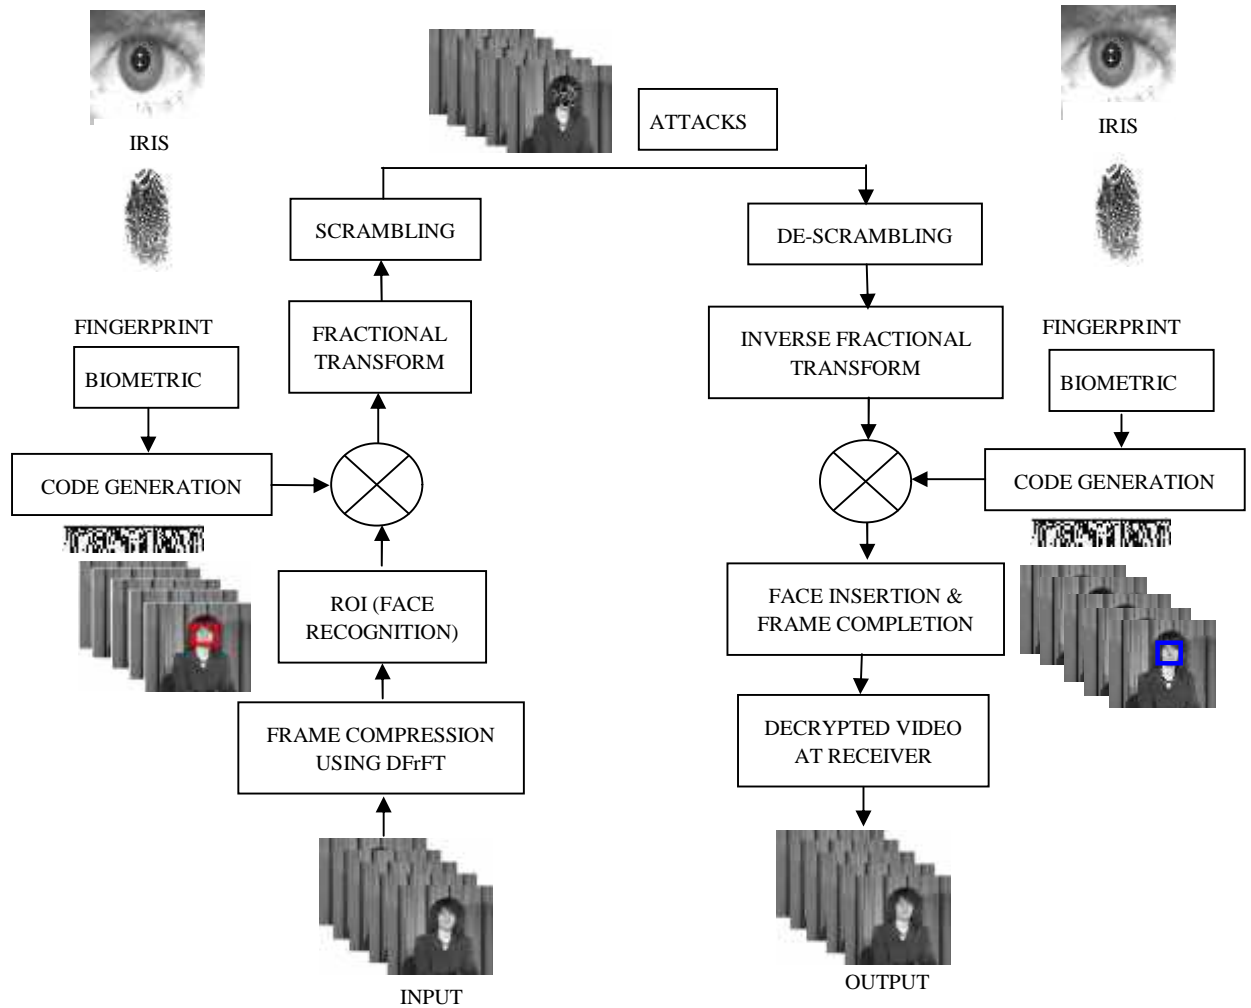 IRIS
ATTACKS
IRIS
SCRAMBLING
DE-SCRAMBLING
FINGERPRINT
FRACTIONAL
TRANSFORM
INVERSE FRACTIONAL
TRANSFORM
FINGERPRINT
BIOMETRIC
BIOMETRIC
CODE GENERATION
CODE GENERATION
ROI (FACE
RECOGNITION)
FACE INSERTION &
FRAME COMPLETION
FRAME COMPRESSION
USING DFrFT
DECRYPTED VIDEO
AT RECEIVER
INPUT
OUTPUT